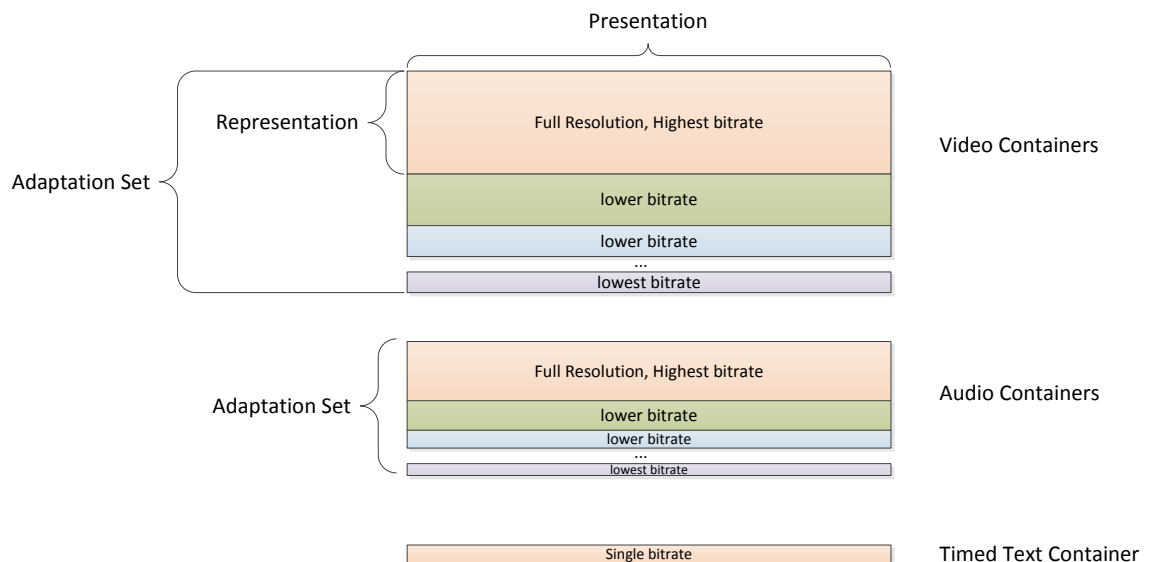 Presentation
Full Resolution, Highest bitrate
Representation
Video Containers
Adaptation Set
lower bitrate
lower bitrate
...
lowest bitrate
Full Resolution, Highest bitrate
Audio Containers
Adaptation Set
lower bitrate
lower bitrate
...
lowest bitrate
Single bitrate
Timed Text Container